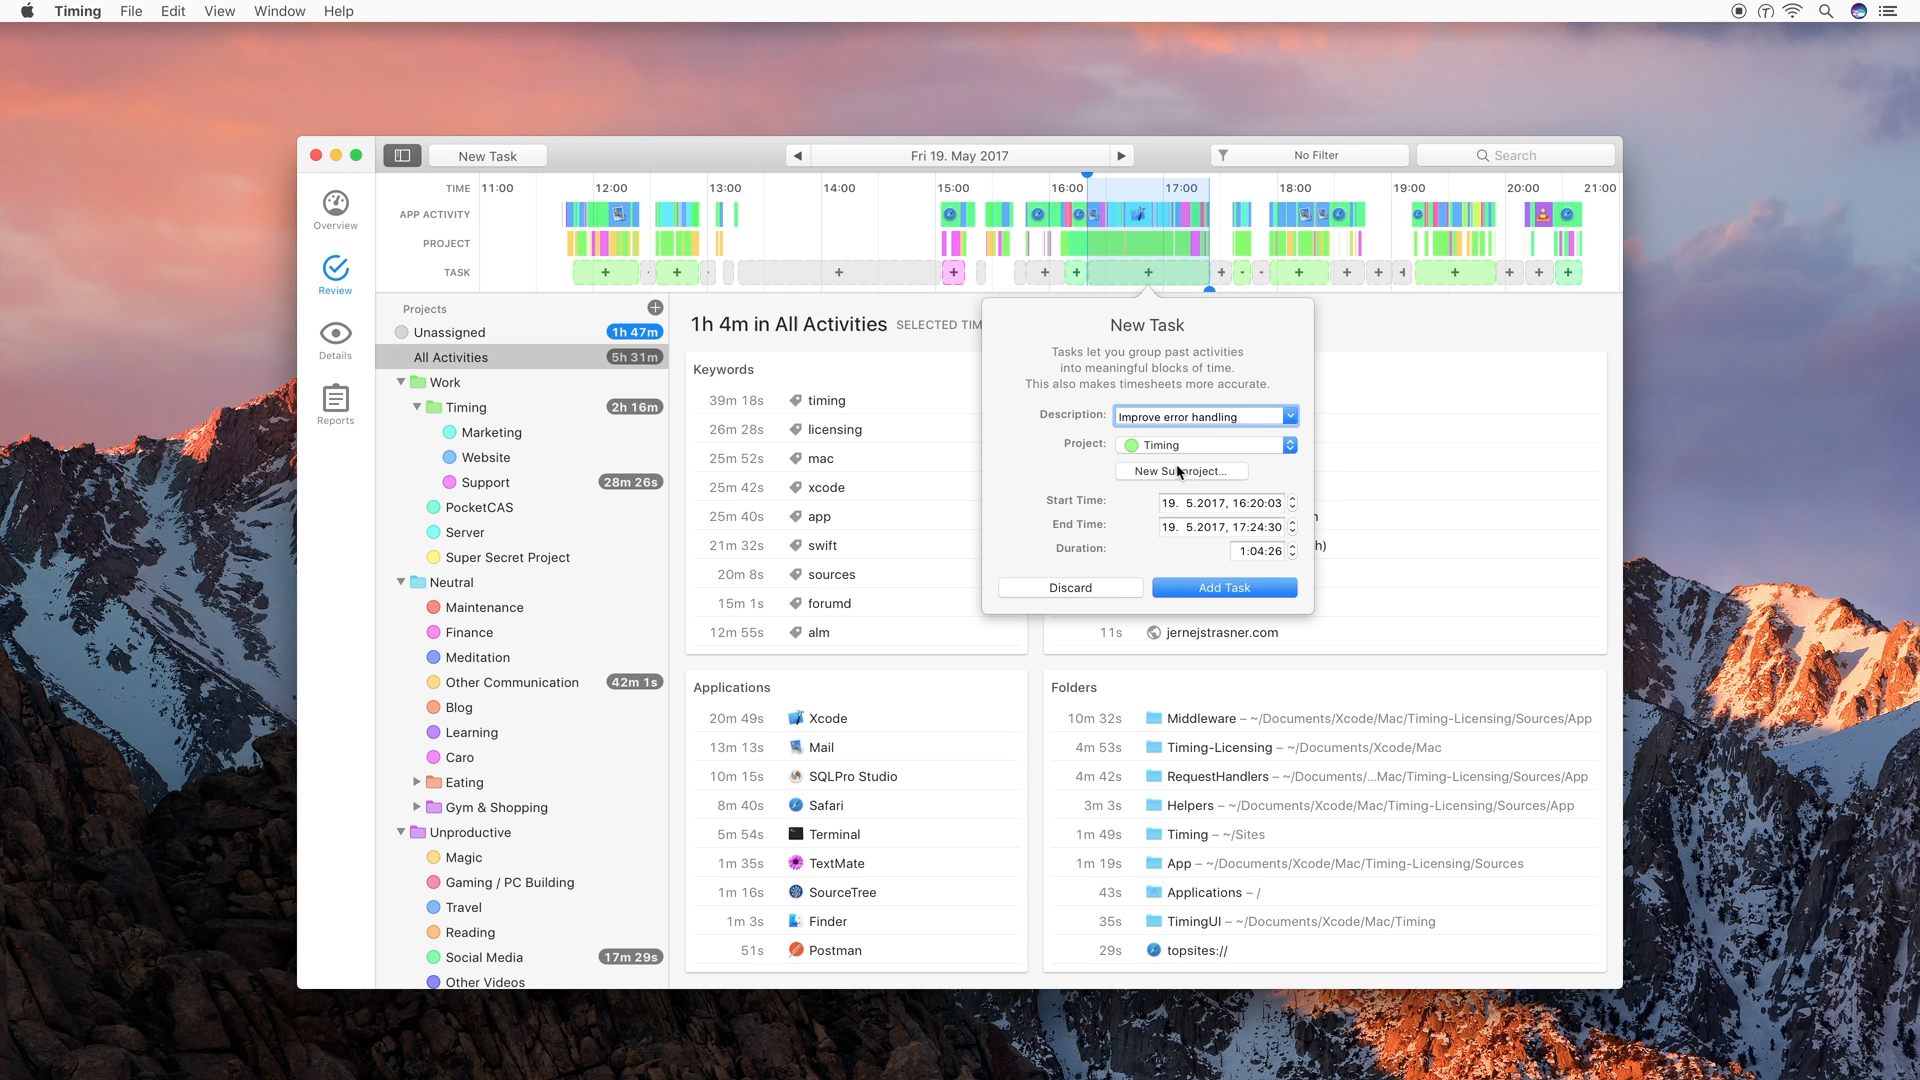 Timing File Edit View Window Help
New Task
Fri 19. May 2017
No Filter
Search
TIME 11:00 12:00 13:00 14:00 15:00 16:00 17:00 18:00 19:00 20:00 21:00
APP ACTIVITY
PROJECT
TASK
Overview
Review
Details
Reports
Projects
Unassigned 1h 47m
All Activities 5h 31m
Work
Timing 2h 16m
Marketing
Website
Support 28m 26s
PocketCAS
Server
Super Secret Project
Neutral
Maintenance
Finance
Meditation
Other Communication 42m 1s
Blog
Learning
Caro
Eating
Gym & Shopping
Unproductive
Magic
Gaming / PC Building
Travel
Reading
Social Media 17m 29s
Other Videos
1h 4m in All Activities SELECTED TIM
Keywords
39m 18s timing
26m 28s licensing
25m 52s mac
25m 42s xcode
25m 40s app
21m 32s swift
20m 8s sources
15m 1s forumd
12m 55s alm
New Task
Tasks let you group past activities
into meaningful blocks of time.
This also makes timesheets more accurate.
Description: Improve error handling
Project: Timing
New Subproject...
Start Time: 19. 5.2017, 16:20:03
End Time: 19. 5.2017, 17:24:30
Duration: 1:04:26
Discard Add Task
h)
11s jernejstrasner.com
Applications
20m 49s Xcode
13m 13s Mail
10m 15s SQLPro Studio
8m 40s Safari
5m 54s Terminal
1m 35s TextMate
1m 16s SourceTree
1m 3s Finder
51s Postman
Folders
10m 32s Middleware – ~/Documents/Xcode/Mac/Timing-Licensing/Sources/App
4m 53s Timing-Licensing – ~/Documents/Xcode/Mac
4m 42s RequestHandlers – ~/Documents/...Mac/Timing-Licensing/Sources/App
3m 3s Helpers – ~/Documents/Xcode/Mac/Timing-Licensing/Sources/App
1m 49s Timing – ~/Sites
1m 19s App – ~/Documents/Xcode/Mac/Timing-Licensing/Sources
43s Applications – /
35s TimingUI – ~/Documents/Xcode/Mac/Timing
29s topsites://